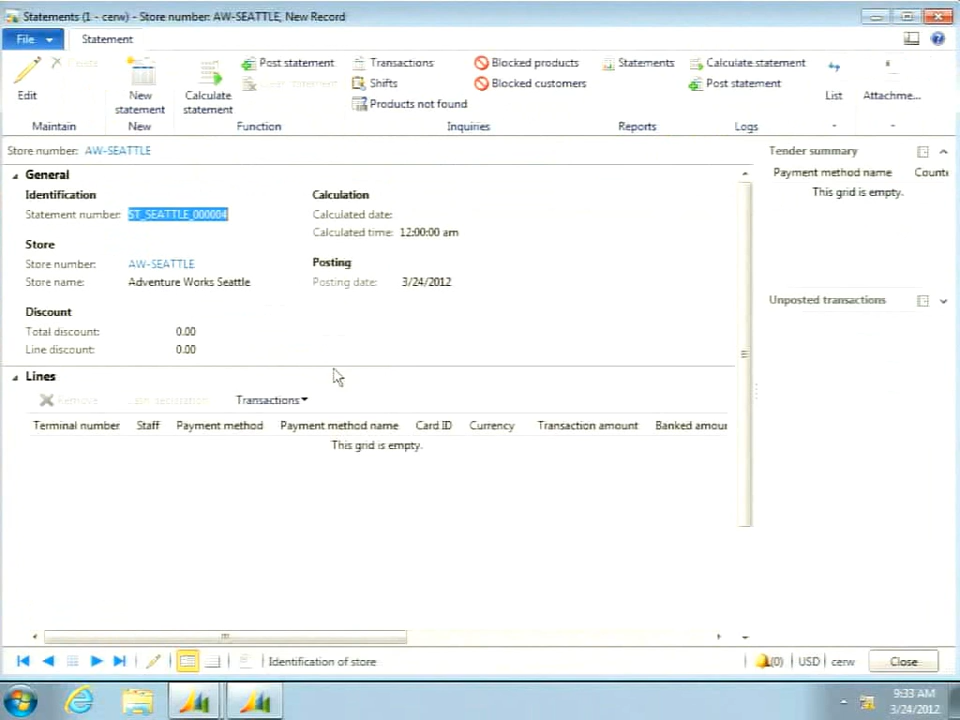 Statements (1 - cerw) - Store number: AW-SEATTLE, New Record
File
Statement
Edit
New statement
Calculate statement
Post statement
Transactions
Shifts
Products not found
Blocked products
Blocked customers
Statements
Calculate statement
Post statement
List
Attachme...
Maintain
New
Function
Inquiries
Reports
Logs
Store number: AW-SEATTLE
General
Identification
Statement number: ST_SEATTLE_000004
Store
Store number: AW-SEATTLE
Store name: Adventure Works Seattle
Discount
Total discount: 0.00
Line discount: 0.00
Calculation
Calculated date:
Calculated time: 12:00:00 am
Posting
Posting date: 3/24/2012
Tender summary
Payment method name Counte
This grid is empty.
Unposted transactions
Lines
Remove
Transactions
Terminal number Staff Payment method Payment method name Card ID Currency Transaction amount Banked amoun
This grid is empty.
Identification of store
(0) USD cerw Close
9:33 AM
3/24/2012